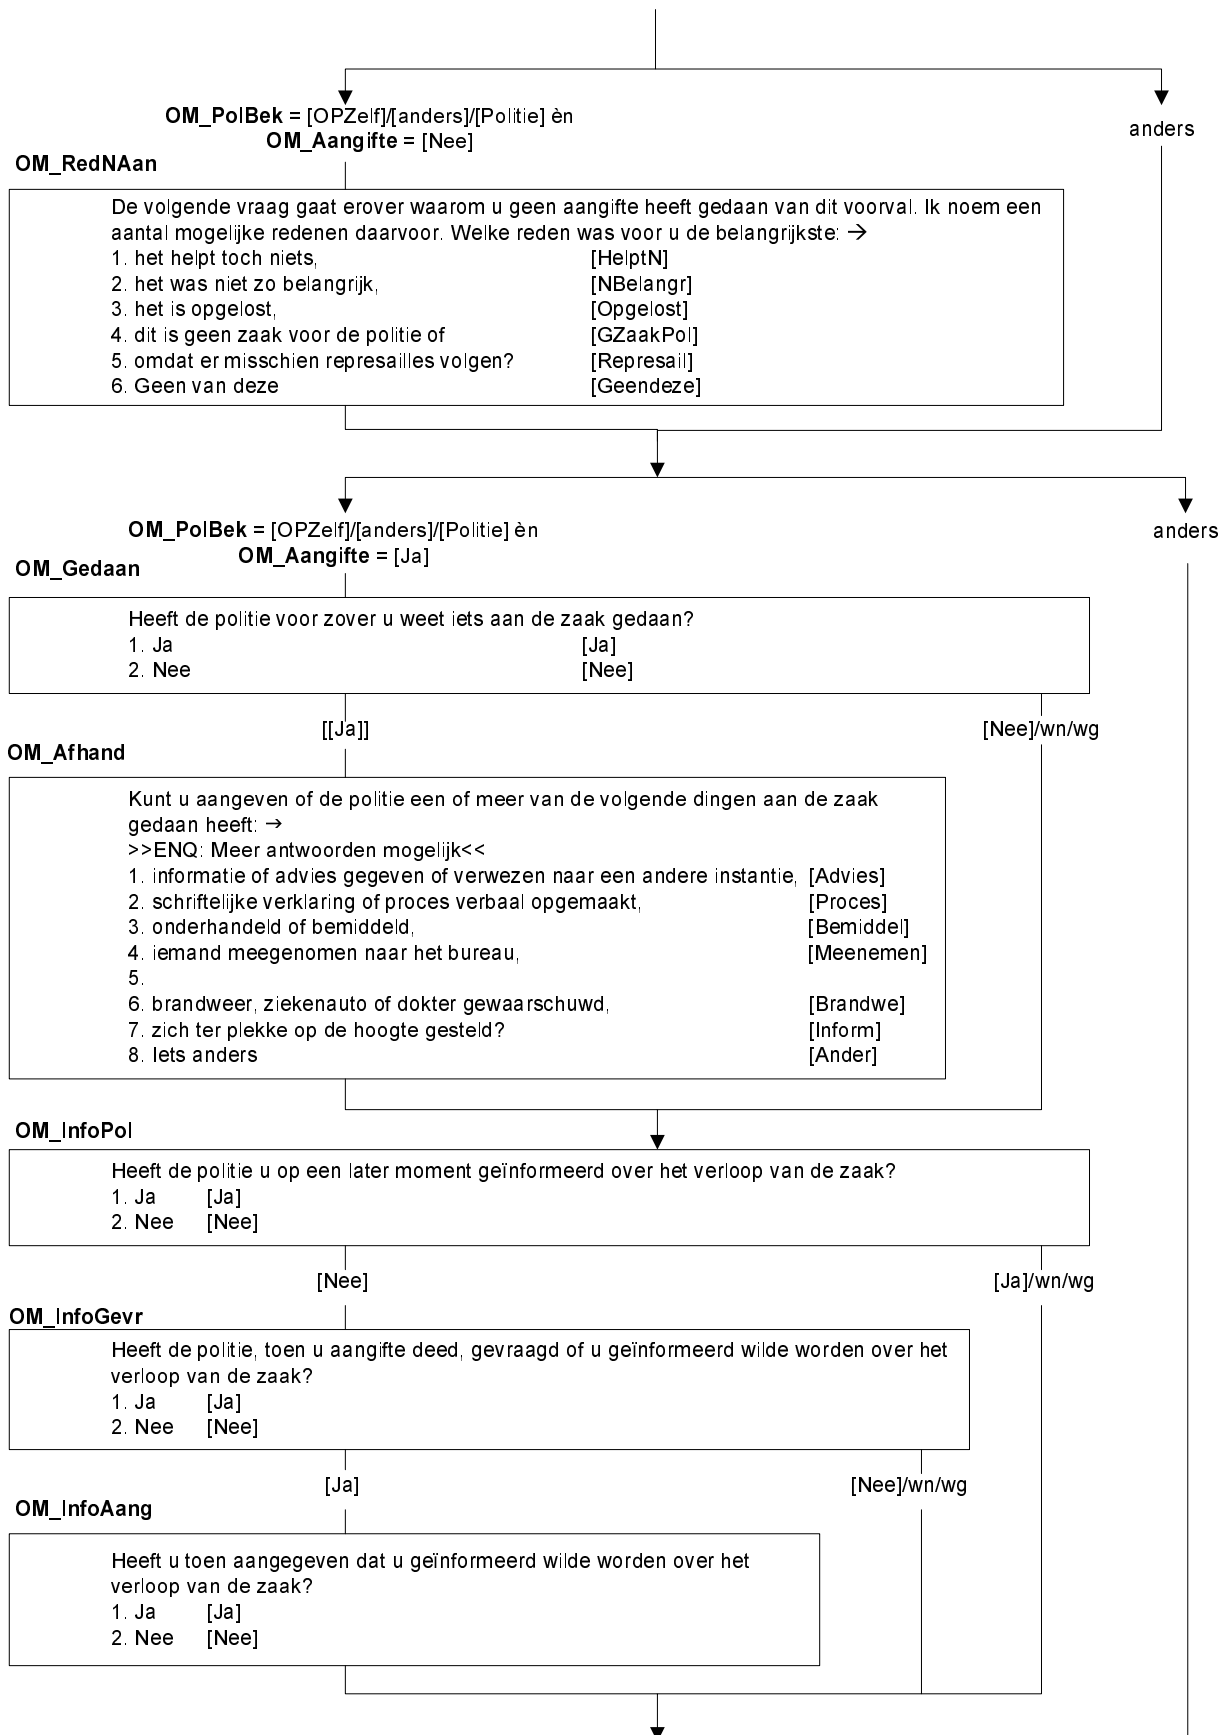 OM_PolBek = [OPZelf]/[anders]/[Politie] èn
OM_Aangifte = [Nee]
anders
OM_RedNAan
De volgende vraag gaat erover waarom u geen aangifte heeft gedaan van dit voorval. Ik noem een
aantal mogelijke redenen daarvoor. Welke reden was voor u de belangrijkste: →
1. het helpt toch niets, [HelptN]
2. het was niet zo belangrijk, [NBelangr]
3. het is opgelost, [Opgelost]
4. dit is geen zaak voor de politie of [GZaakPol]
5. omdat er misschien represailles volgen? [Represail]
6. Geen van deze [Geendeze]
OM_PolBek = [OPZelf]/[anders]/[Politie] èn
OM_Aangifte = [Ja]
anders
OM_Gedaan
Heeft de politie voor zover u weet iets aan de zaak gedaan?
1. Ja [Ja]
2. Nee [Nee]
[[Ja]] [Nee]/wn/wg
OM_Afhand
Kunt u aangeven of de politie een of meer van de volgende dingen aan de zaak
gedaan heeft: →
>>ENQ: Meer antwoorden mogelijk<<
1. informatie of advies gegeven of verwezen naar een andere instantie, [Advies]
2. schriftelijke verklaring of proces verbaal opgemaakt, [Proces]
3. onderhandeld of bemiddeld, [Bemiddel]
4. iemand meegenomen naar het bureau, [Meenemen]
5.
6. brandweer, ziekenauto of dokter gewaarschuwd, [Brandwe]
7. zich ter plekke op de hoogte gesteld? [Inform]
8. Iets anders [Ander]
OM_InfoPol
Heeft de politie u op een later moment geïnformeerd over het verloop van de zaak?
1. Ja [Ja]
2. Nee [Nee]
[Nee] [Ja]/wn/wg
OM_InfoGevr
Heeft de politie, toen u aangifte deed, gevraagd of u geïnformeerd wilde worden over het
verloop van de zaak?
1. Ja [Ja]
2. Nee [Nee]
[Ja] [Nee]/wn/wg
OM_InfoAang
Heeft u toen aangegeven dat u geïnformeerd wilde worden over het
verloop van de zaak?
1. Ja [Ja]
2. Nee [Nee]